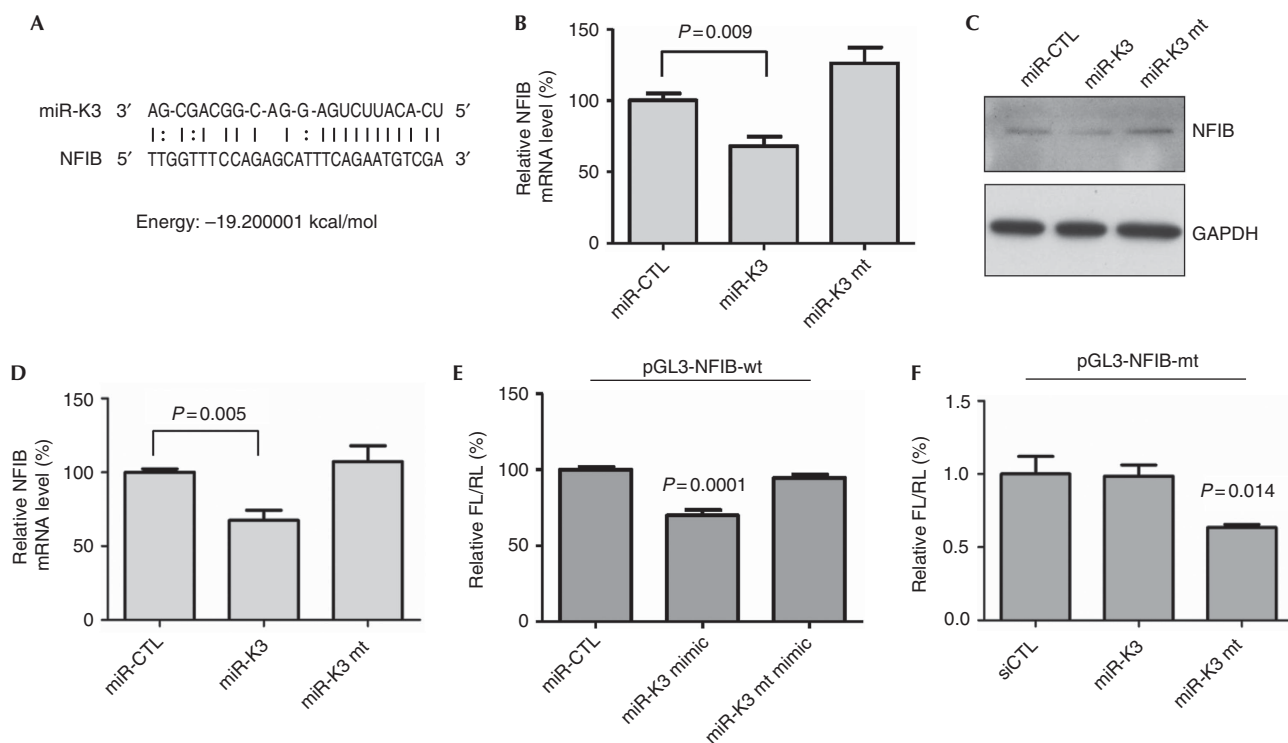 A
miR-K3 3′ AG-CGACGG-C-AG-G-AGUCUUACA-CU 5′
NFIB 5′ TTGGTTTCCAGAGCATTTCAGAATGTCGA 3′
Energy: –19.200001 kcal/mol
B
Relative NFIB
mRNA level (%)
150
100
50
0
P=0.009
miR-CTL
miR-K3
miR-K3 mt
C
miR-CTL
miR-K3
miR-K3 mt
NFIB
GAPDH
D
Relative NFIB
mRNA level (%)
150
100
50
0
P=0.005
miR-CTL
miR-K3
miR-K3 mt
E
pGL3-NFIB-wt
Relative FL/RL (%)
150
100
50
0
P=0.0001
miR-CTL
miR-K3 mimic
miR-K3 mt mimic
F
pGL3-NFIB-mt
Relative FL/RL (%)
1.5
1.0
0.5
0.0
P=0.014
siCTL
miR-K3
miR-K3 mt